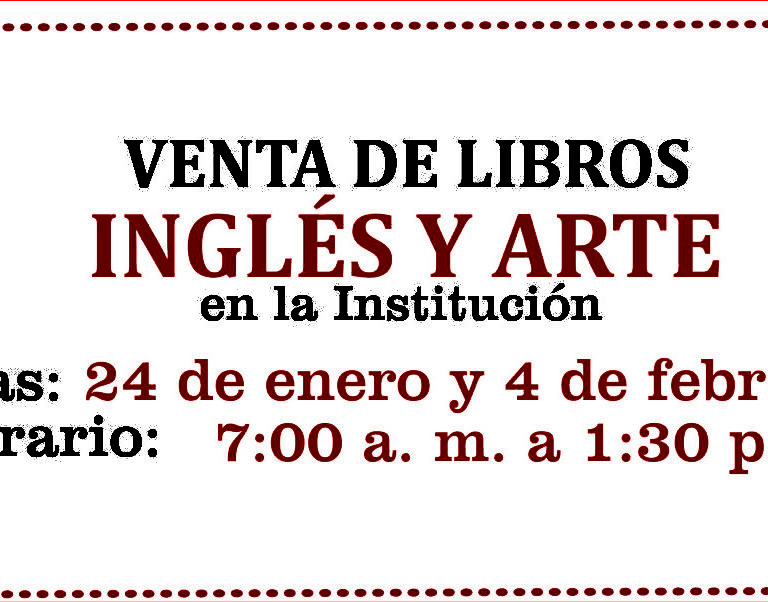 VENTA DE LIBROS
INGLÉS Y ARTE
en la Institución
as: 24 de enero y 4 de febr
rario: 7:00 a. m. a 1:30 p